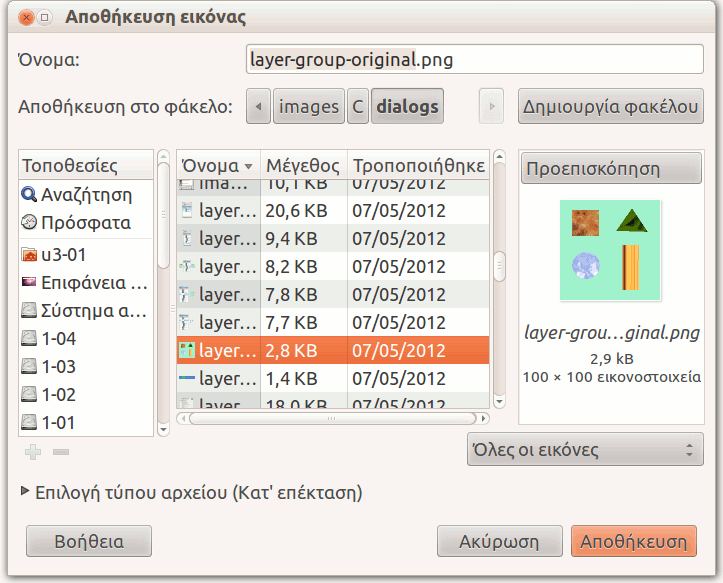 Αποθήκευση εικόνας
Όνομα: layer-group-original.png
Αποθήκευση στο φάκελο: images C dialogs Δημιουργία φακέλου
Τοποθεσίες
Αναζήτηση
Πρόσφατα
u3-01
Επιφάνεια ...
Σύστημα α...
1-04
1-03
1-02
1-01
Όνομα Μέγεθος Τροποποιήθηκε
ima... 10,1 KB 07/05/2012
layer... 20,6 KB 07/05/2012
layer... 9,4 KB 07/05/2012
layer... 8,2 KB 07/05/2012
layer... 7,8 KB 07/05/2012
layer... 7,7 KB 07/05/2012
layer... 2,8 KB 07/05/2012
layer... 1,4 KB 07/05/2012
layer... 18,0 KB 07/05/2012
Προεπισκόπηση
layer-grou...ginal.png
2,9 kB
100 × 100 εικονοστοιχεία
Όλες οι εικόνες
Επιλογή τύπου αρχείου (Κατ' επέκταση)
Βοήθεια Ακύρωση Αποθήκευση